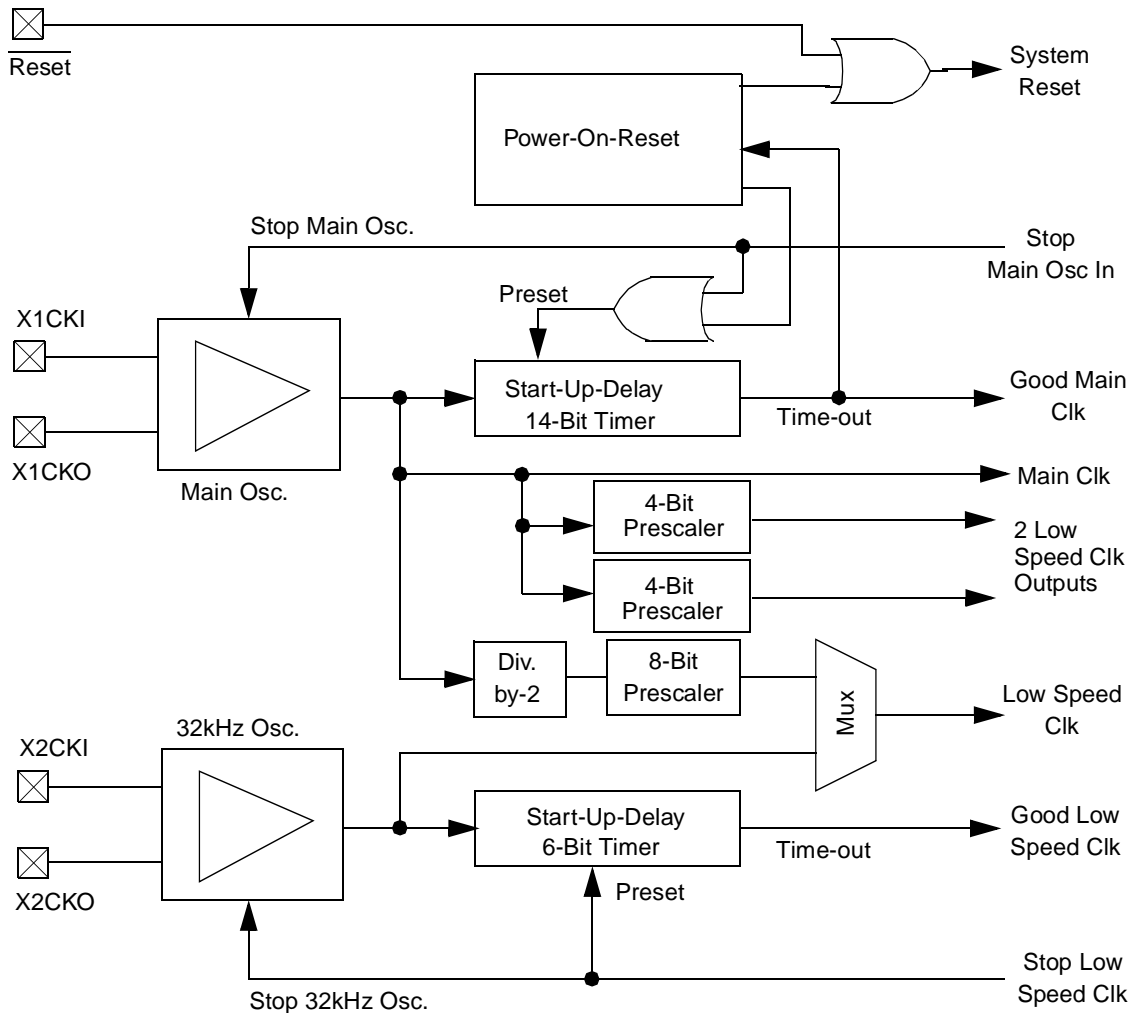 Reset
System
Reset
Power-On-Reset
Stop Main Osc.
Stop
Main Osc In
Preset
X1CKI
Start-Up-Delay
14-Bit Timer
Time-out
Good Main
Clk
X1CKO
Main Osc.
Main Clk
4-Bit
Prescaler
2 Low
Speed Clk
Outputs
4-Bit
Prescaler
Div.
by-2
8-Bit
Prescaler
Mux
Low Speed
Clk
32kHz Osc.
X2CKI
Start-Up-Delay
6-Bit Timer
Time-out
Good Low
Speed Clk
X2CKO
Preset
Stop 32kHz Osc.
Stop Low
Speed Clk